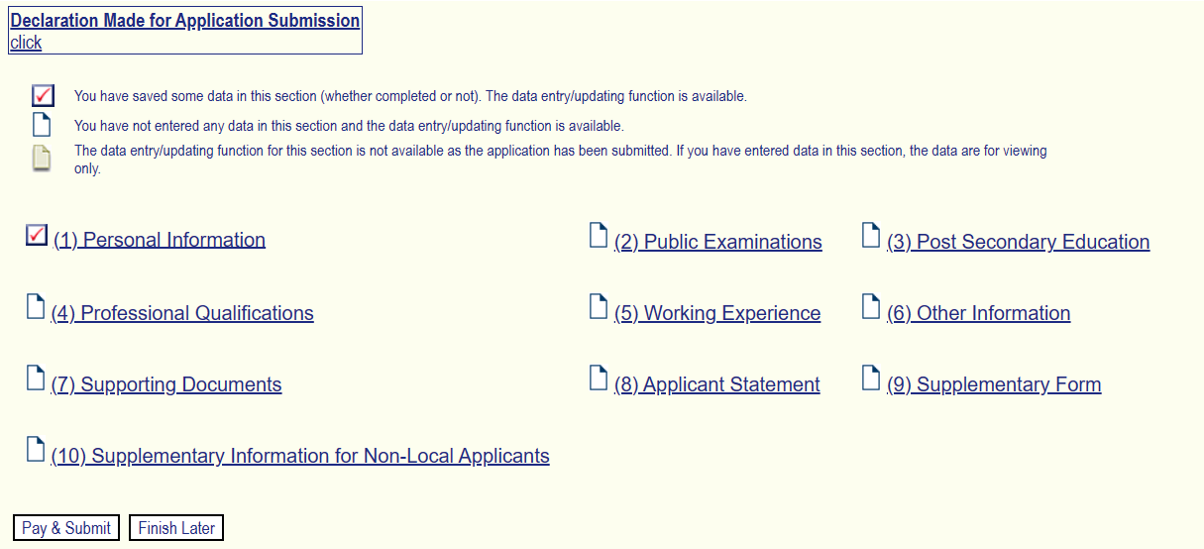 Declaration Made for Application Submission
click
You have saved some data in this section (whether completed or not). The data entry/updating function is available.
You have not entered any data in this section and the data entry/updating function is available.
The data entry/updating function for this section is not available as the application has been submitted. If you have entered data in this section, the data are for viewing
only.
(1) Personal Information
(2) Public Examinations
(3) Post Secondary Education
(4) Professional Qualifications
(5) Working Experience
(6) Other Information
(7) Supporting Documents
(8) Applicant Statement
(9) Supplementary Form
(10) Supplementary Information for Non-Local Applicants
Pay & Submit
Finish Later